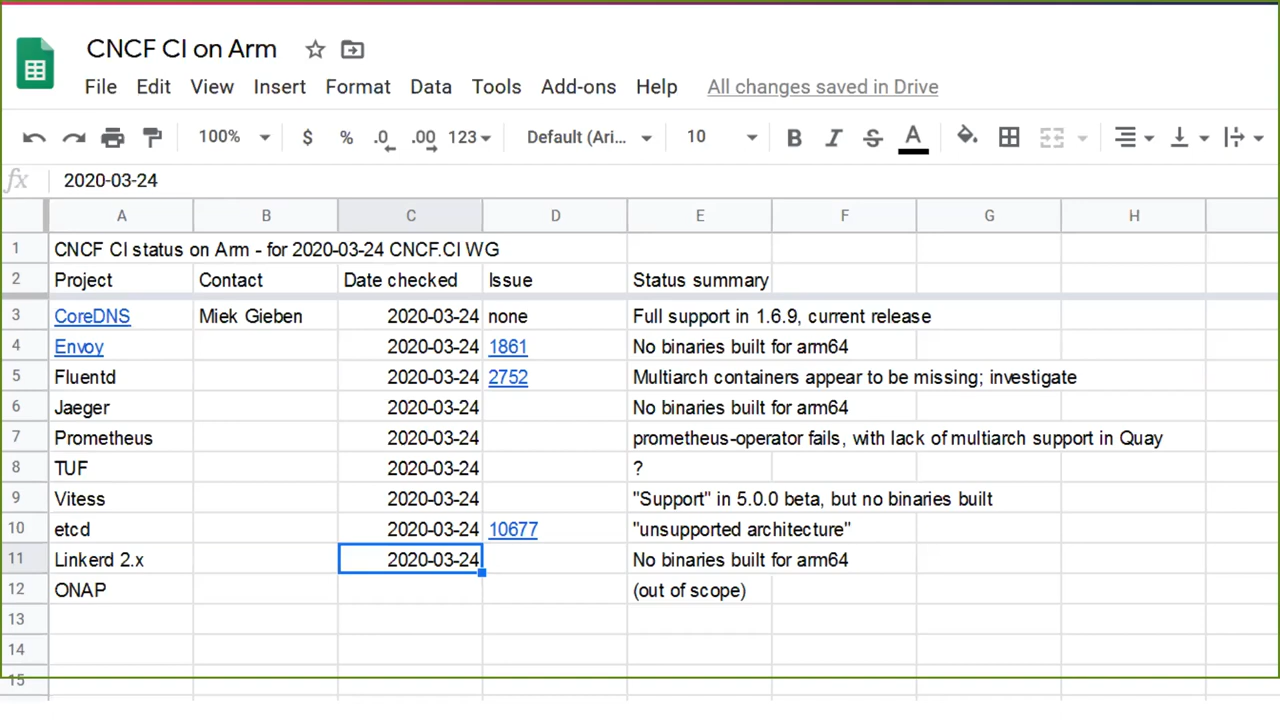 CNCF CI on Arm
File Edit View Insert Format Data Tools Add-ons Help All changes saved in Drive
100% $ % .0 .00 123 Default (Ari... 10 B I S A
fx 2020-03-24
A B C D E F G H
1 CNCF CI status on Arm - for 2020-03-24 CNCF.CI WG
2 Project Contact Date checked Issue Status summary
3 CoreDNS Miek Gieben 2020-03-24 none Full support in 1.6.9, current release
4 Envoy 2020-03-24 1861 No binaries built for arm64
5 Fluentd 2020-03-24 2752 Multiarch containers appear to be missing; investigate
6 Jaeger 2020-03-24 No binaries built for arm64
7 Prometheus 2020-03-24 prometheus-operator fails, with lack of multiarch support in Quay
8 TUF 2020-03-24 ?
9 Vitess 2020-03-24 "Support" in 5.0.0 beta, but no binaries built
10 etcd 2020-03-24 10677 "unsupported architecture"
11 Linkerd 2.x 2020-03-24 No binaries built for arm64
12 ONAP (out of scope)
13
14
15